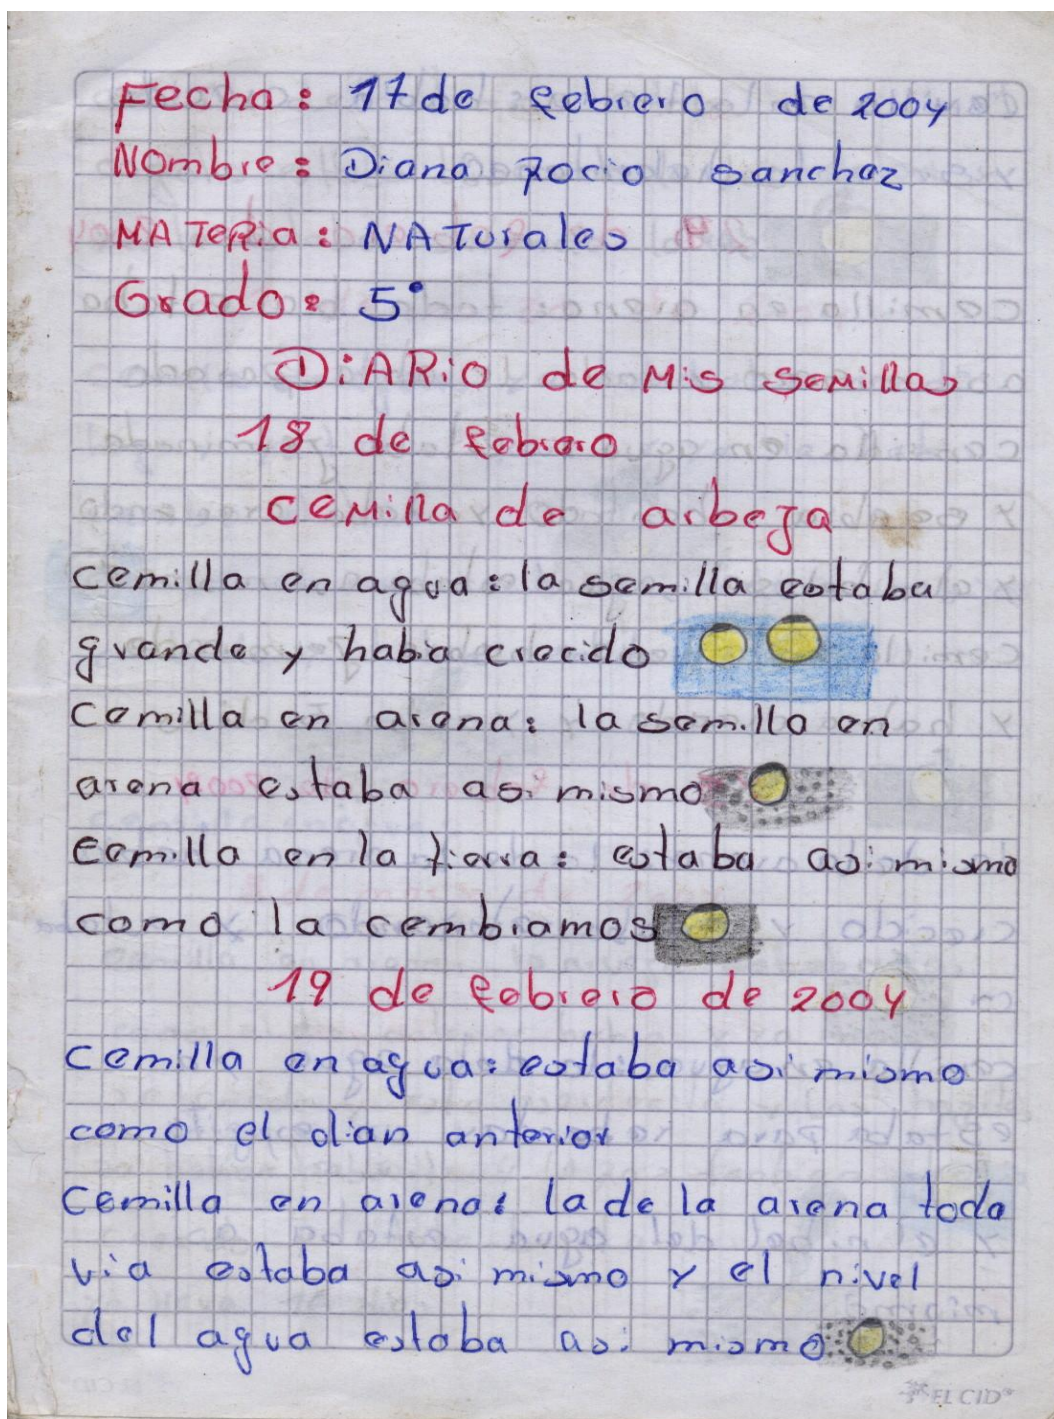 Fecha: 17 de febrero de 2004
Nombre: Diana Rocio Sanchez
MATERia: NATurales
Grado: 5°
DiARio de Mis Semillas
18 de febrero
CeMilla de arbeja
cemilla en agua: la semilla estaba
grande y habia crecido
Cemilla en arena: la semilla en
arena estaba asi mismo
Cemilla en la tierra: estaba asi mismo
como la cembramos
19 de febrero de 2004
Cemilla en agua: estaba asi mismo
como el dian anterior
Cemilla en arena: la de la arena toda
via estaba asi mismo y el nivel
del agua estaba asi mismo
EL CID